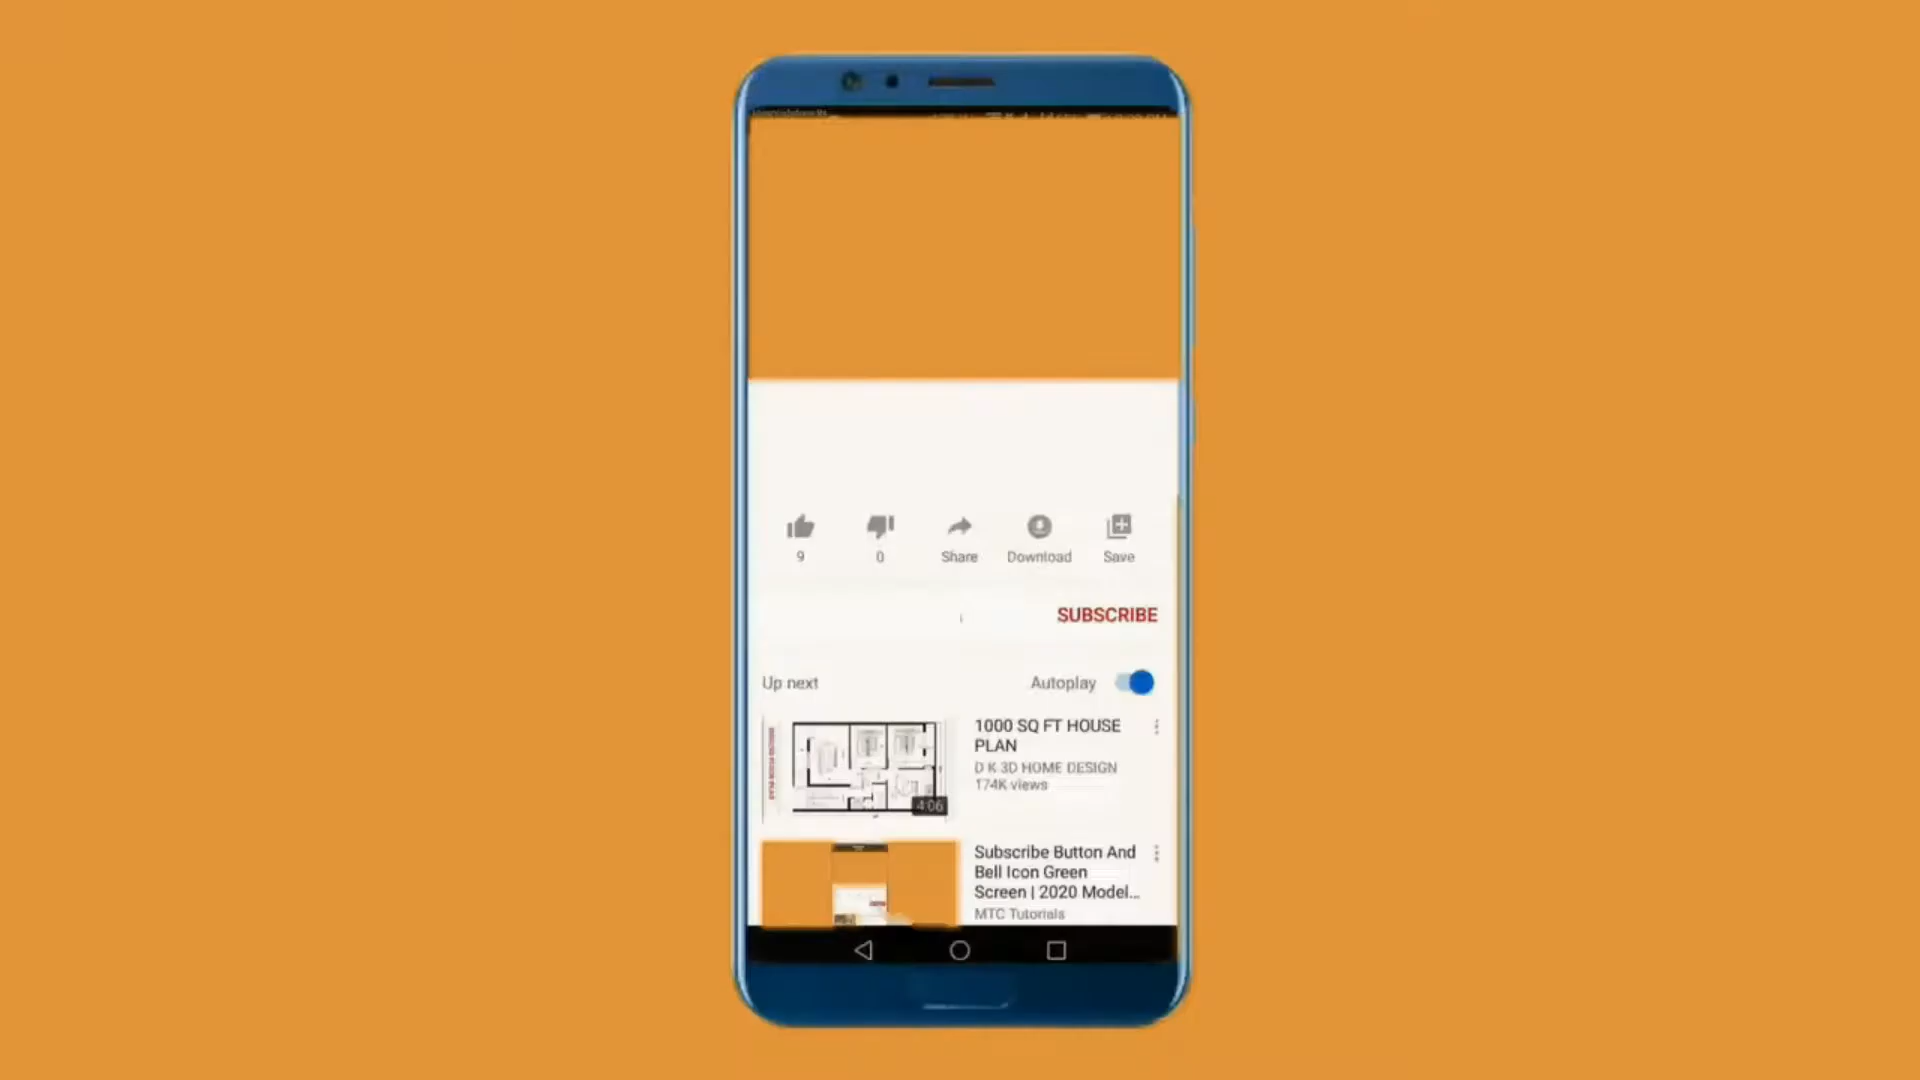 9
0
Share
Download
Save
SUBSCRIBE
Up next
Autoplay
1000 SQ FT HOUSE
PLAN
D K 3D HOME DESIGN
174K views
4:06
Subscribe Button And
Bell Icon Green
Screen | 2020 Model...
MTC Tutorials